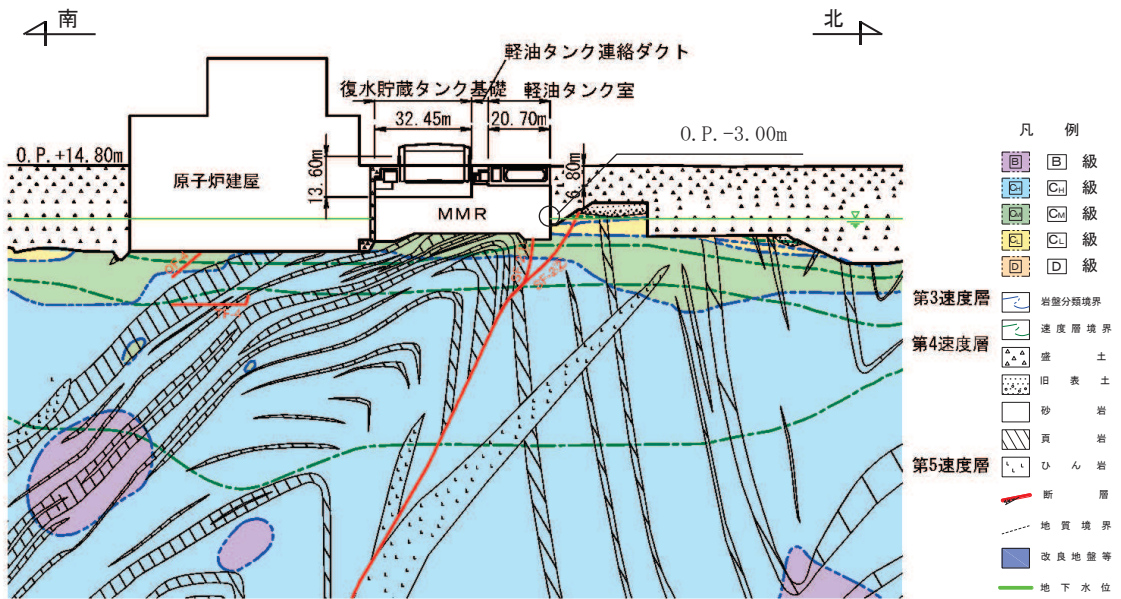 南
北
軽油タンク連絡ダクト
復水貯蔵タンク基礎
軽油タンク室
32.45m
20.70m
O.P.-3.00m
O.P.+14.80m
13.60m
6.80m
原子炉建屋
MMR
第3速度層
第4速度層
第5速度層
凡 例
B B 級
CH CH 級
CM CM 級
CL CL 級
D D 級
岩盤分類境界
速度層境界
盛 土
旧 表 土
砂 岩
頁 岩
ひ ん 岩
断 層
地 質 境 界
改 良 地 盤 等
地 下 水 位